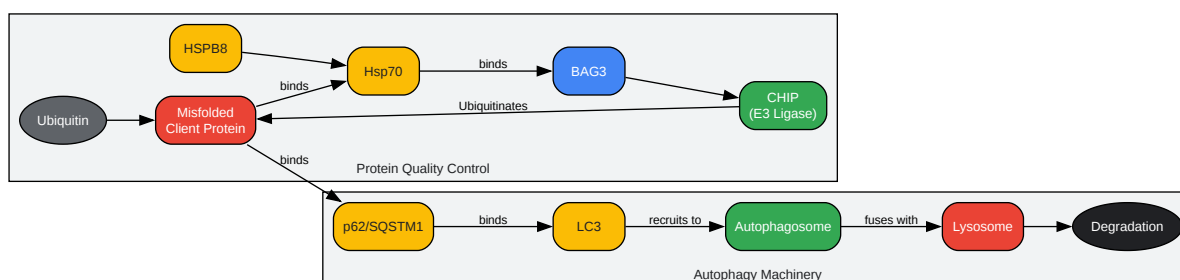 HSPB8
Hsp70
binds
BAG3
binds
CHIP
(E3 Ligase)
Ubiquitinates
Ubiquitin
Misfolded
Client Protein
binds
Protein Quality Control
p62/SQSTM1
binds
LC3
recruits to
Autophagosome
fuses with
Lysosome
Degradation
Autophagy Machinery